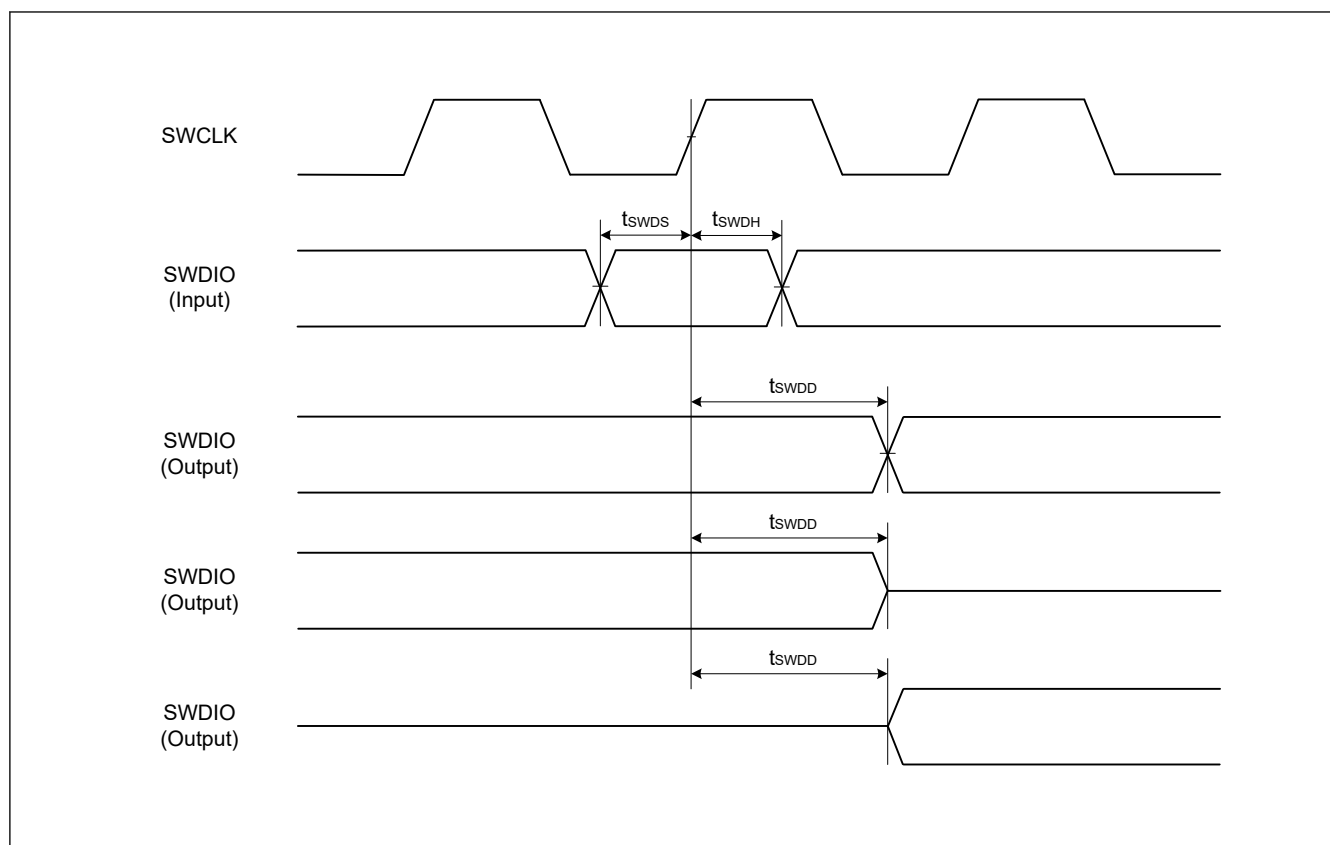 SWCLK
tSWDS
tSWDH
SWDIO
(Input)
tSWDD
SWDIO
(Output)
tSWDD
SWDIO
(Output)
tSWDD
SWDIO
(Output)